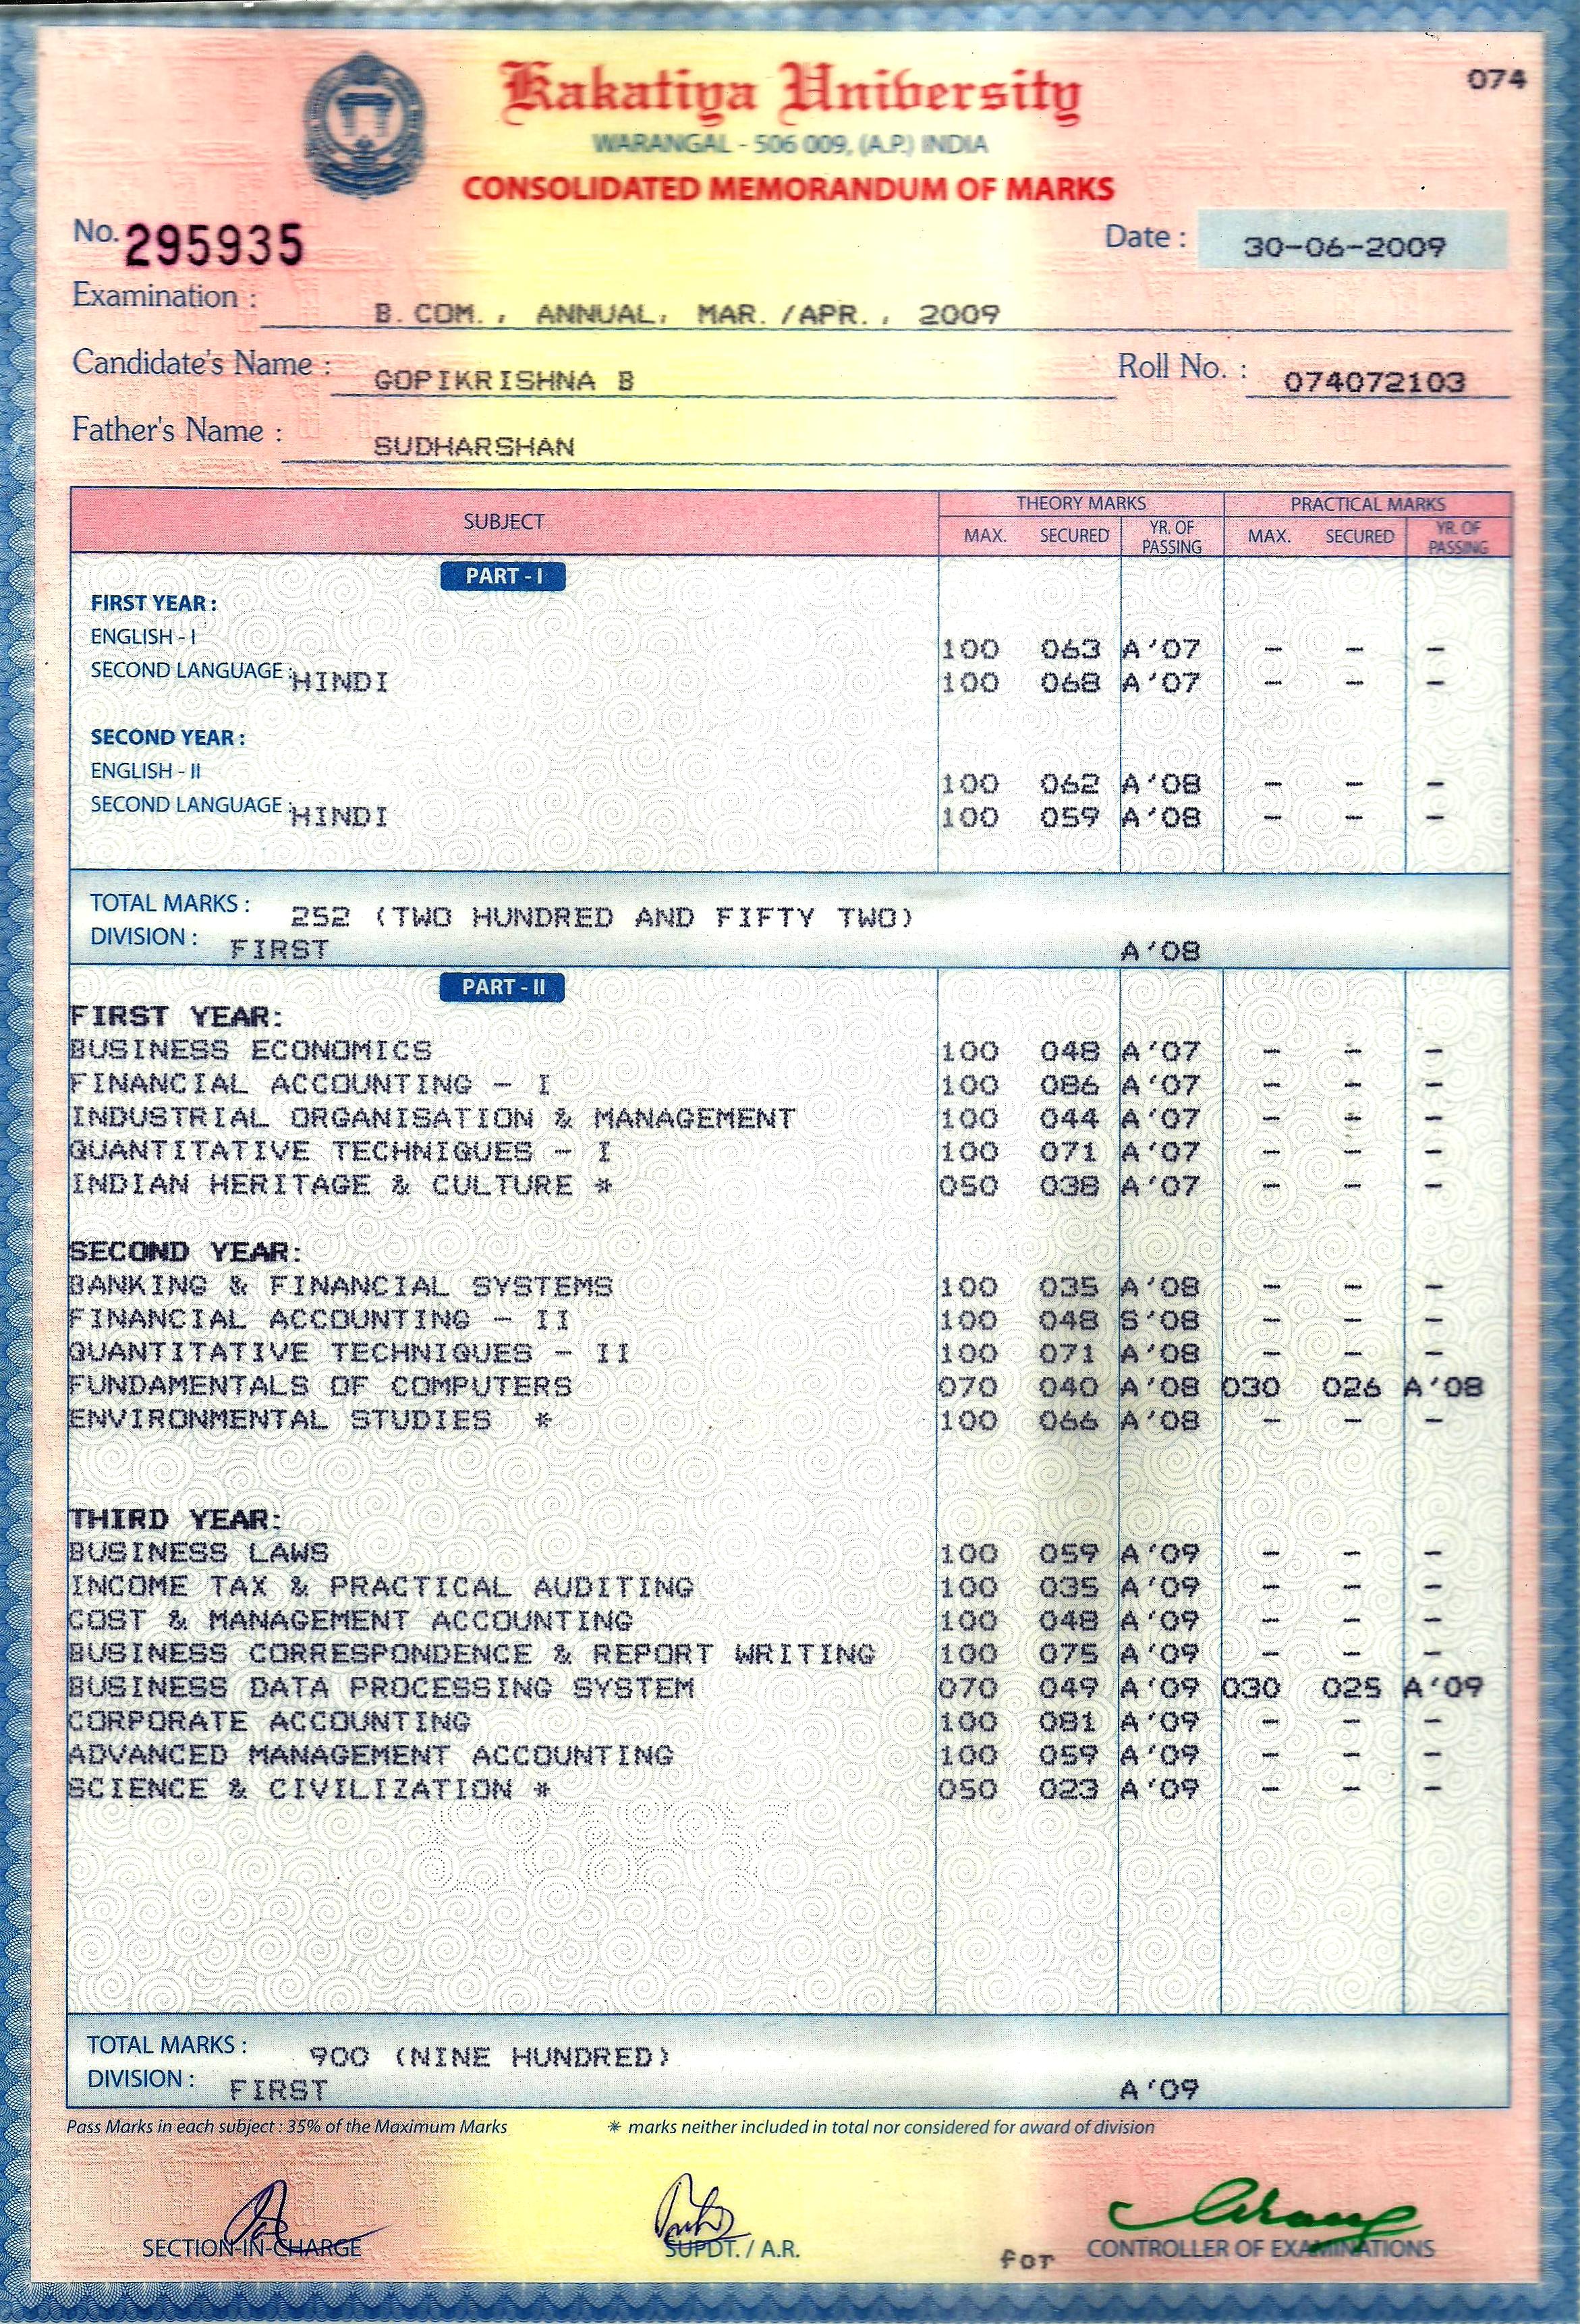 Kakatiya University
074
WARANGAL - 506 009, (A.P.) INDIA
CONSOLIDATED MEMORANDUM OF MARKS
No. 295935 Date : 30-06-2009
Examination : B.COM., ANNUAL, MAR./APR., 2009
Candidate's Name : GOPIKRISHNA B Roll No. : 074072103
Father's Name : SUDHARSHAN
SUBJECT THEORY MARKS PRACTICAL MARKS
MAX. SECURED YR. OF PASSING MAX. SECURED YR. OF PASSING
PART - I
FIRST YEAR :
ENGLISH - I 100 063 A'07 - - -
SECOND LANGUAGE : HINDI 100 068 A'07 - - -
SECOND YEAR :
ENGLISH - II 100 062 A'08 - - -
SECOND LANGUAGE : HINDI 100 059 A'08 - - -
TOTAL MARKS : 252 (TWO HUNDRED AND FIFTY TWO)
DIVISION : FIRST A'08
PART - II
FIRST YEAR:
BUSINESS ECONOMICS 100 048 A'07 - - -
FINANCIAL ACCOUNTING - I 100 086 A'07 - - -
INDUSTRIAL ORGANISATION & MANAGEMENT 100 044 A'07 - - -
QUANTITATIVE TECHNIQUES - I 100 071 A'07 - - -
INDIAN HERITAGE & CULTURE * 050 038 A'07 - - -
SECOND YEAR:
BANKING & FINANCIAL SYSTEMS 100 035 A'08 - - -
FINANCIAL ACCOUNTING - II 100 048 S'08 - - -
QUANTITATIVE TECHNIQUES - II 100 071 A'08 - - -
FUNDAMENTALS OF COMPUTERS 070 040 A'08 030 026 A'08
ENVIRONMENTAL STUDIES * 100 066 A'08 - - -
THIRD YEAR:
BUSINESS LAWS 100 059 A'09 - - -
INCOME TAX & PRACTICAL AUDITING 100 035 A'09 - - -
COST & MANAGEMENT ACCOUNTING 100 048 A'09 - - -
BUSINESS CORRESPONDENCE & REPORT WRITING 100 075 A'09 - - -
BUSINESS DATA PROCESSING SYSTEM 070 049 A'09 030 025 A'09
CORPORATE ACCOUNTING 100 081 A'09 - - -
ADVANCED MANAGEMENT ACCOUNTING 100 059 A'09 - - -
SCIENCE & CIVILIZATION * 050 023 A'09 - - -
TOTAL MARKS : 900 (NINE HUNDRED)
DIVISION : FIRST A'09
Pass Marks in each subject : 35% of the Maximum Marks * marks neither included in total nor considered for award of division
SECTION-IN-CHARGE SUPDT. / A.R. for CONTROLLER OF EXAMINATIONS